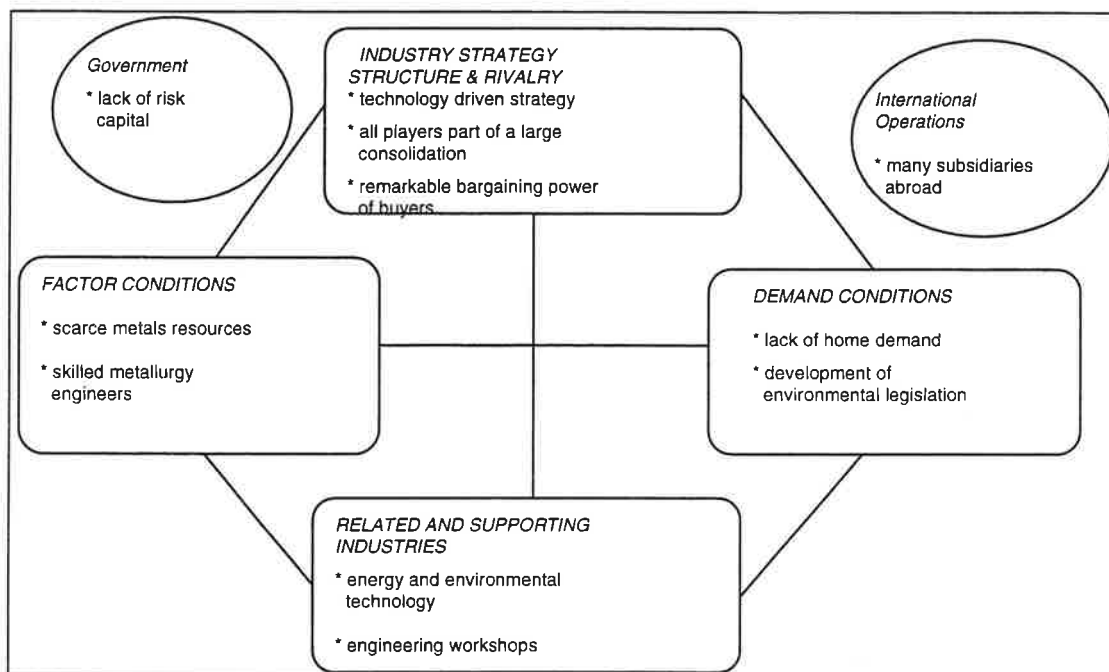 Government
* lack of risk
capital
INDUSTRY STRATEGY
STRUCTURE & RIVALRY
* technology driven strategy
* all players part of a large
consolidation
* remarkable bargaining power
of buyers
International
Operations
* many subsidiaries
abroad
FACTOR CONDITIONS
* scarce metals resources
* skilled metallurgy
engineers
DEMAND CONDITIONS
* lack of home demand
* development of
environmental legislation
RELATED AND SUPPORTING
INDUSTRIES
* energy and environmental
technology
* engineering workshops